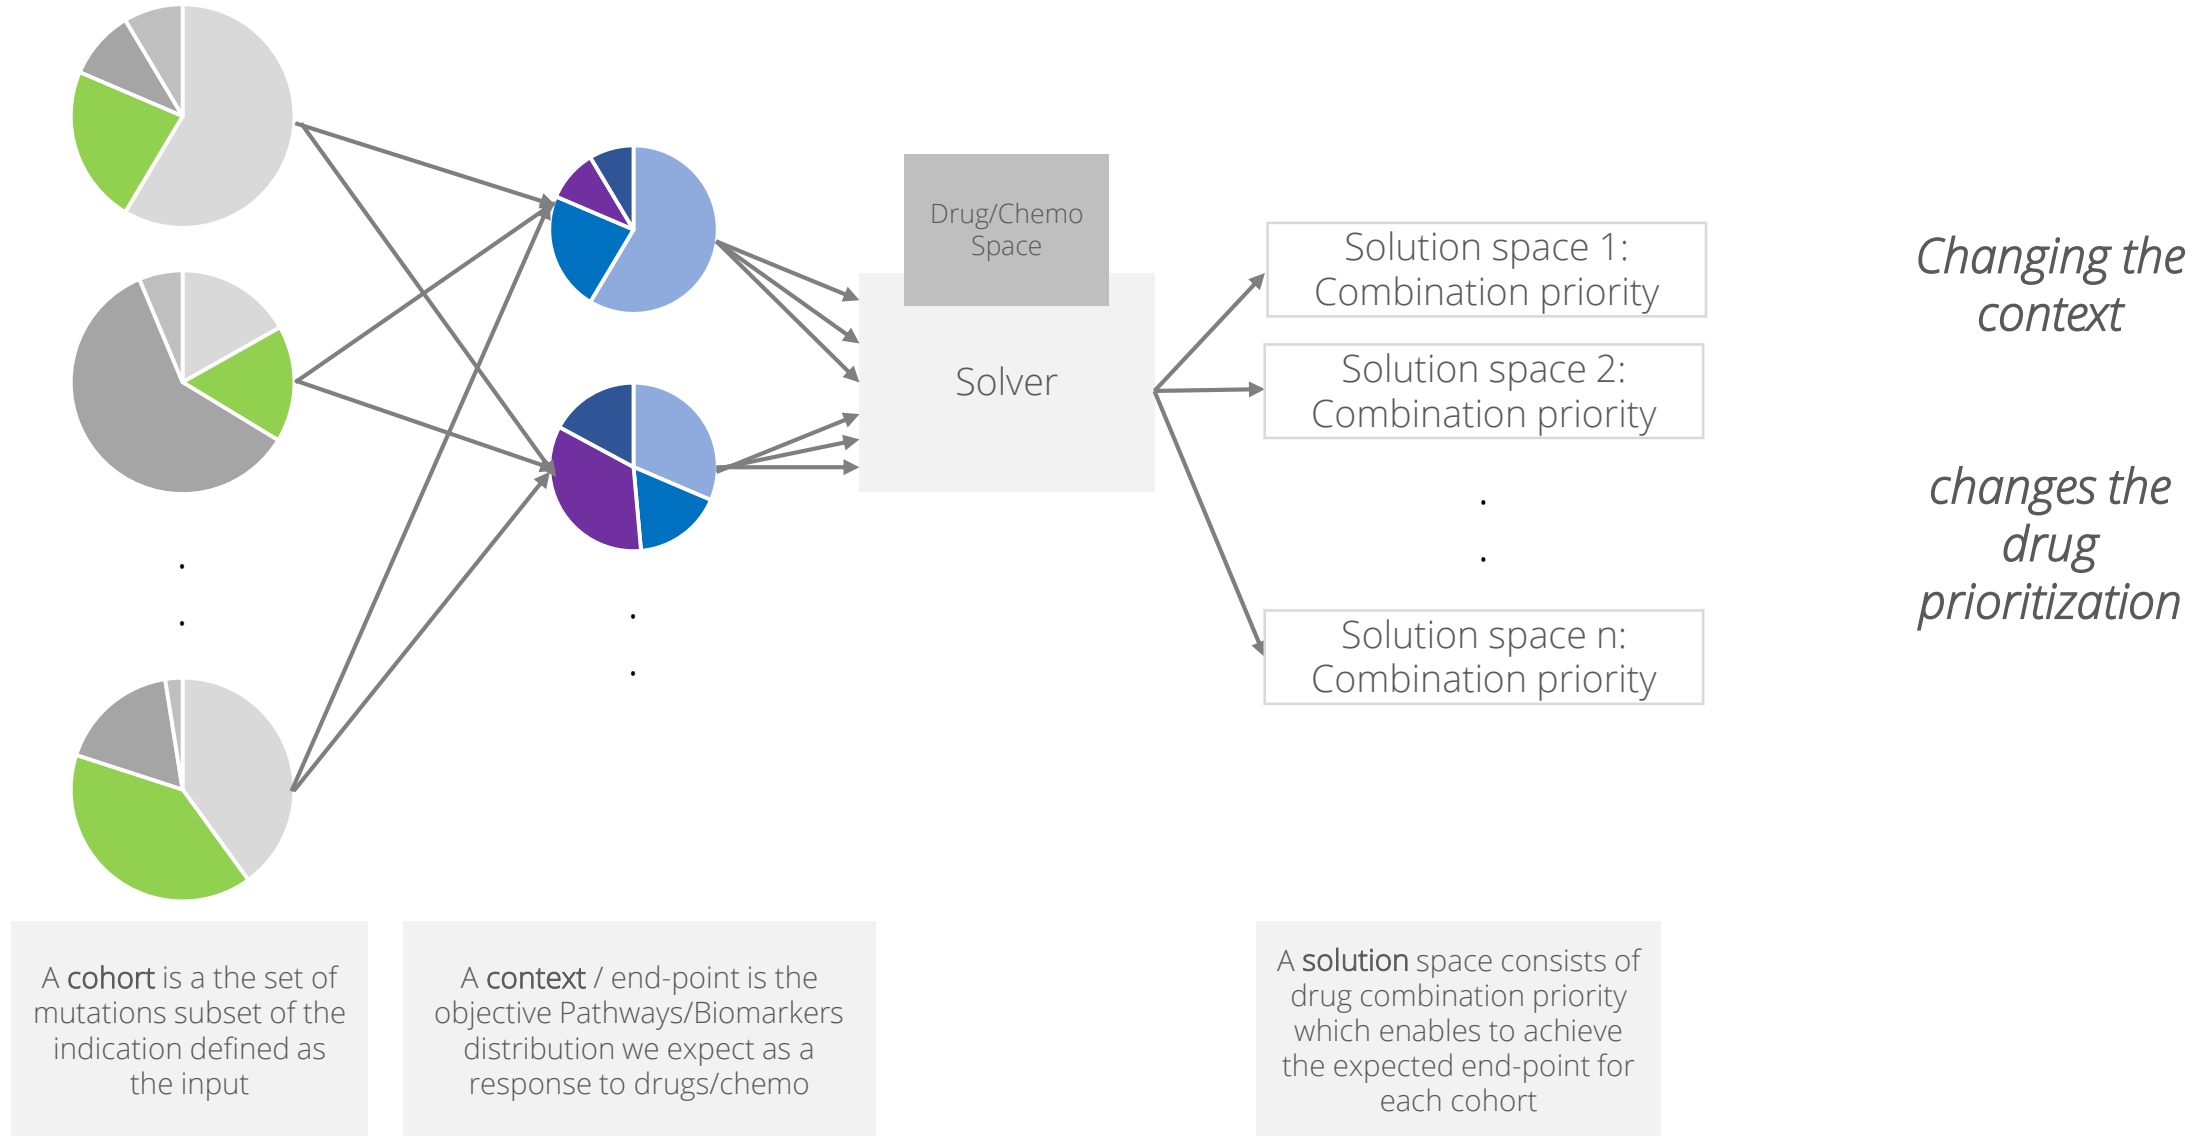 Drug/Chemo
Space
Solver
Solution space 1:
Combination priority
Solution space 2:
Combination priority
.
.
Solution space n:
Combination priority
Changing the
context
changes the
drug
prioritization
.
.
.
.
A cohort is a the set of
mutations subset of the
indication defined as
the input
A context / end-point is the
objective Pathways/Biomarkers
distribution we expect as a
response to drugs/chemo
A solution space consists of
drug combination priority
which enables to achieve
the expected end-point for
each cohort